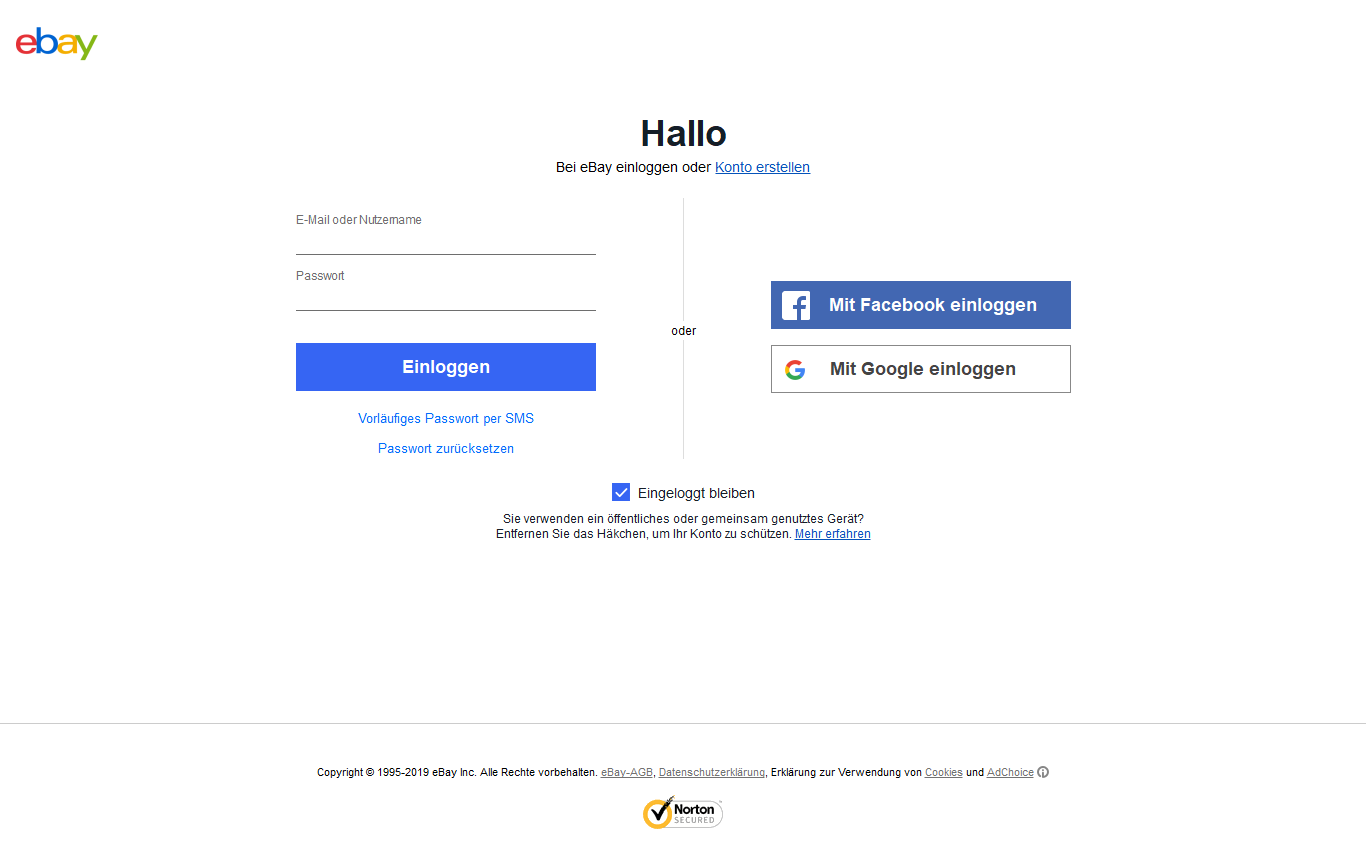 ebay
Hallo
Bei eBay einloggen oder Konto erstellen
E-Mail oder Nutzername
Passwort
Einloggen
Vorläufiges Passwort per SMS
Passwort zurücksetzen
oder
Mit Facebook einloggen
Mit Google einloggen
Eingeloggt bleiben
Sie verwenden ein öffentliches oder gemeinsam genutztes Gerät?
Entfernen Sie das Häkchen, um Ihr Konto zu schützen. Mehr erfahren
Copyright © 1995-2019 eBay Inc. Alle Rechte vorbehalten. eBay-AGB, Datenschutzerklärung, Erklärung zur Verwendung von Cookies und AdChoice
Norton
SECURED